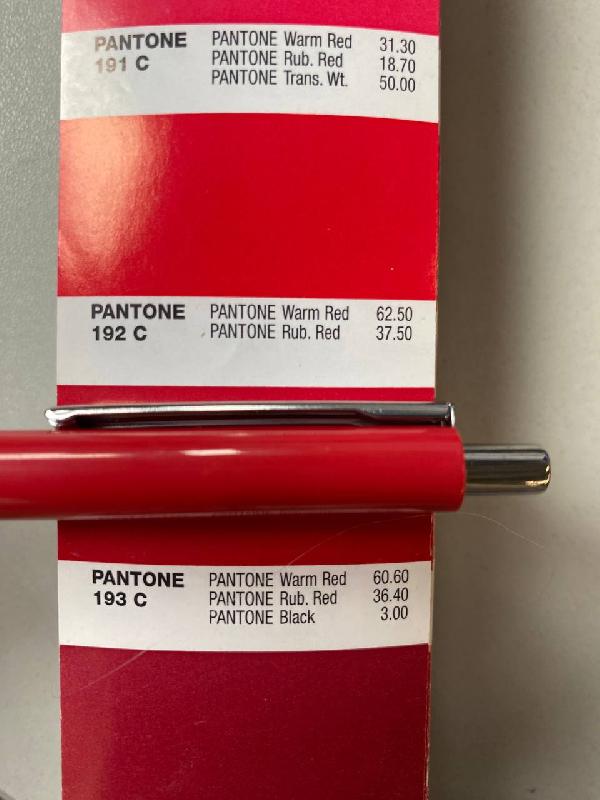 PANTONE 191 C
PANTONE Warm Red 31.30
PANTONE Rub. Red 18.70
PANTONE Trans. Wt. 50.00
PANTONE 192 C
PANTONE Warm Red 62.50
PANTONE Rub. Red 37.50
PANTONE 193 C
PANTONE Warm Red 60.60
PANTONE Rub. Red 36.40
PANTONE Black 3.00